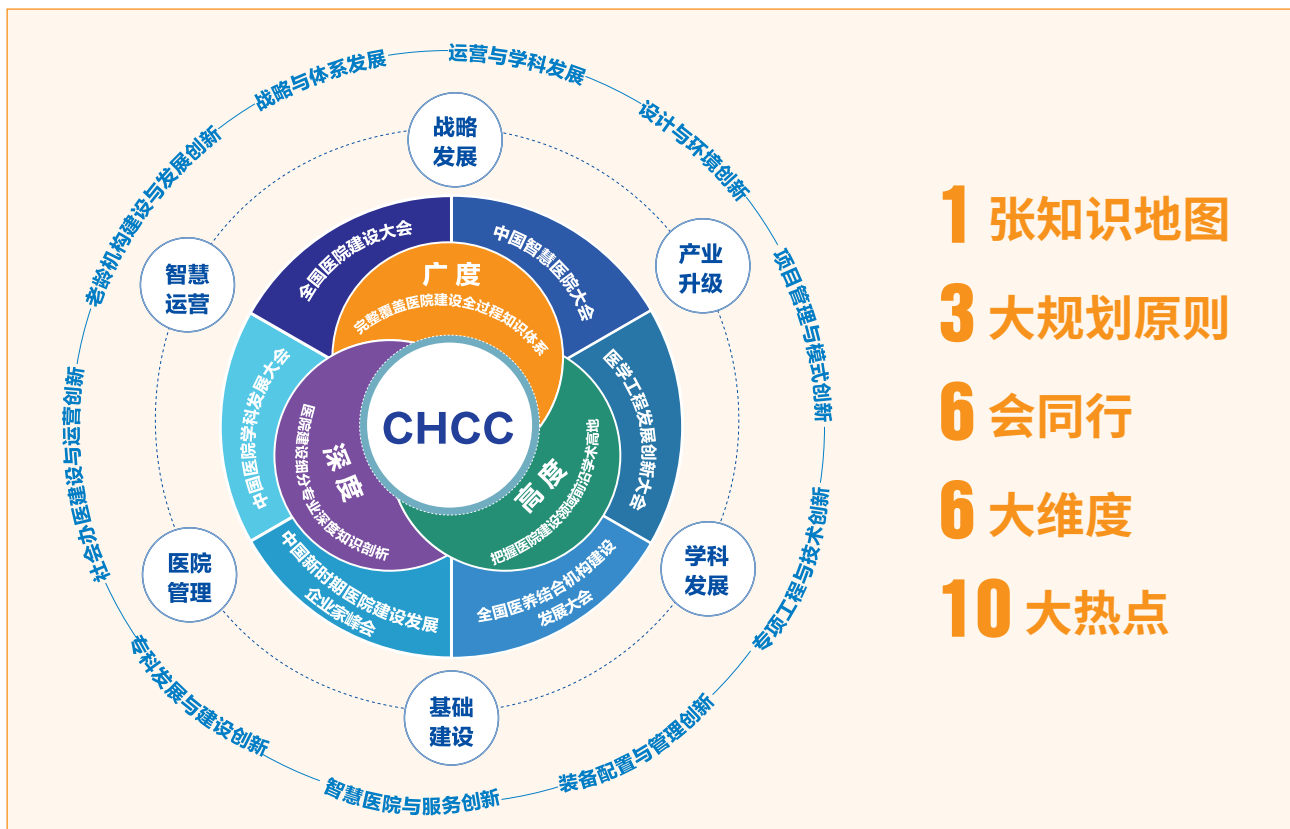 战略与体系发展
运营与学科发展
设计与环境创新
项目管理与模式创新
专项工程与技术创新
装备配置与管理创新
智慧医院与服务创新
专科发展与建设创新
社会办医建设与运营创新
老龄机构建设与发展创新
战略
发展
产业
升级
学科
发展
基础
建设
医院
管理
智慧
运营
全国医院建设大会
中国智慧医院大会
医学工程发展创新大会
全国医养结合机构建设
发展大会
中国新时期医院建设发展
企业家峰会
中国医院学科发展大会
广度
完整覆盖医院建设全过程知识体系
高度
把握医院建设领域前沿学术高地
深度
医院建设细分专业深度知识剖析
CHCC
1 张知识地图
3 大规划原则
6 会同行
6 大维度
10 大热点